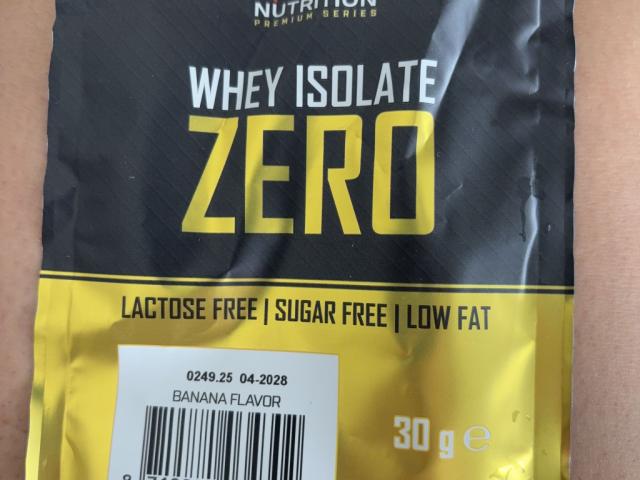 NUTRITION
PREMIUM SERIES
WHEY ISOLATE
ZERO
LACTOSE FREE | SUGAR FREE | LOW FAT
0249.25 04-2028
BANANA FLAVOR
30 g ℮